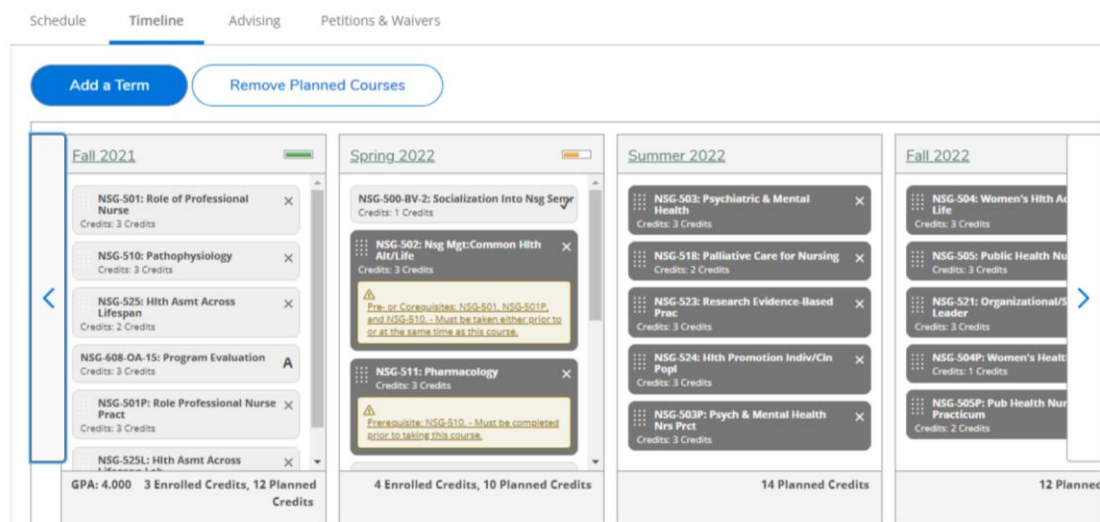 Schedule Timeline Advising Petitions & Waivers
Add a Term Remove Planned Courses
Fall 2021
NSG-501: Role of Professional
Nurse
Credits: 3 Credits
NSG-510: Pathophysiology
Credits: 3 Credits
NSG-525: Hlth Asmt Across
Lifespan
Credits: 2 Credits
NSG-608-OA-15: Program Evaluation A
Credits: 3 Credits
NSG-501P: Role Professional Nurse
Pract
Credits: 3 Credits
NSG-525L: Hlth Asmt Across
GPA: 4.000 3 Enrolled Credits, 12 Planned
Credits
Spring 2022
NSG-500-BV-2: Socialization Into Nsg
Credits: 1 Credits
NSG-502: Nsg Mgt:Common Hlth
Alt/Life
Credits: 3 Credits
Pre- or Corequisites: NSG-501, NSG-501P,
and NSG-510. - Must be taken either prior to
or at the same time as this course.
NSG-511: Pharmacology
Credits: 3 Credits
Prerequisite: NSG-510. - Must be completed
prior to taking this course.
4 Enrolled Credits, 10 Planned Credits
Summer 2022
NSG-503: Psychiatric & Mental
Health
Credits: 3 Credits
NSG-518: Palliative Care for Nursing
Credits: 2 Credits
NSG-523: Research Evidence-Based
Prac
Credits: 3 Credits
NSG-524: Hlth Promotion Indiv/Cln
Popl
Credits: 3 Credits
NSG-503P: Psych & Mental Health
Nrs Prct
Credits: 3 Credits
14 Planned Credits
Fall 2022
NSG-504: Women's Hlth
Life
Credits: 3 Credits
NSG-505: Public Health Nu
Credits: 3 Credits
NSG-521: Organizational/S
Leader
Credits: 3 Credits
NSG-504P: Women's Healt
Credits: 1 Credits
NSG-505P: Pub Health Nur
Practicum
Credits: 2 Credits
12 Planned